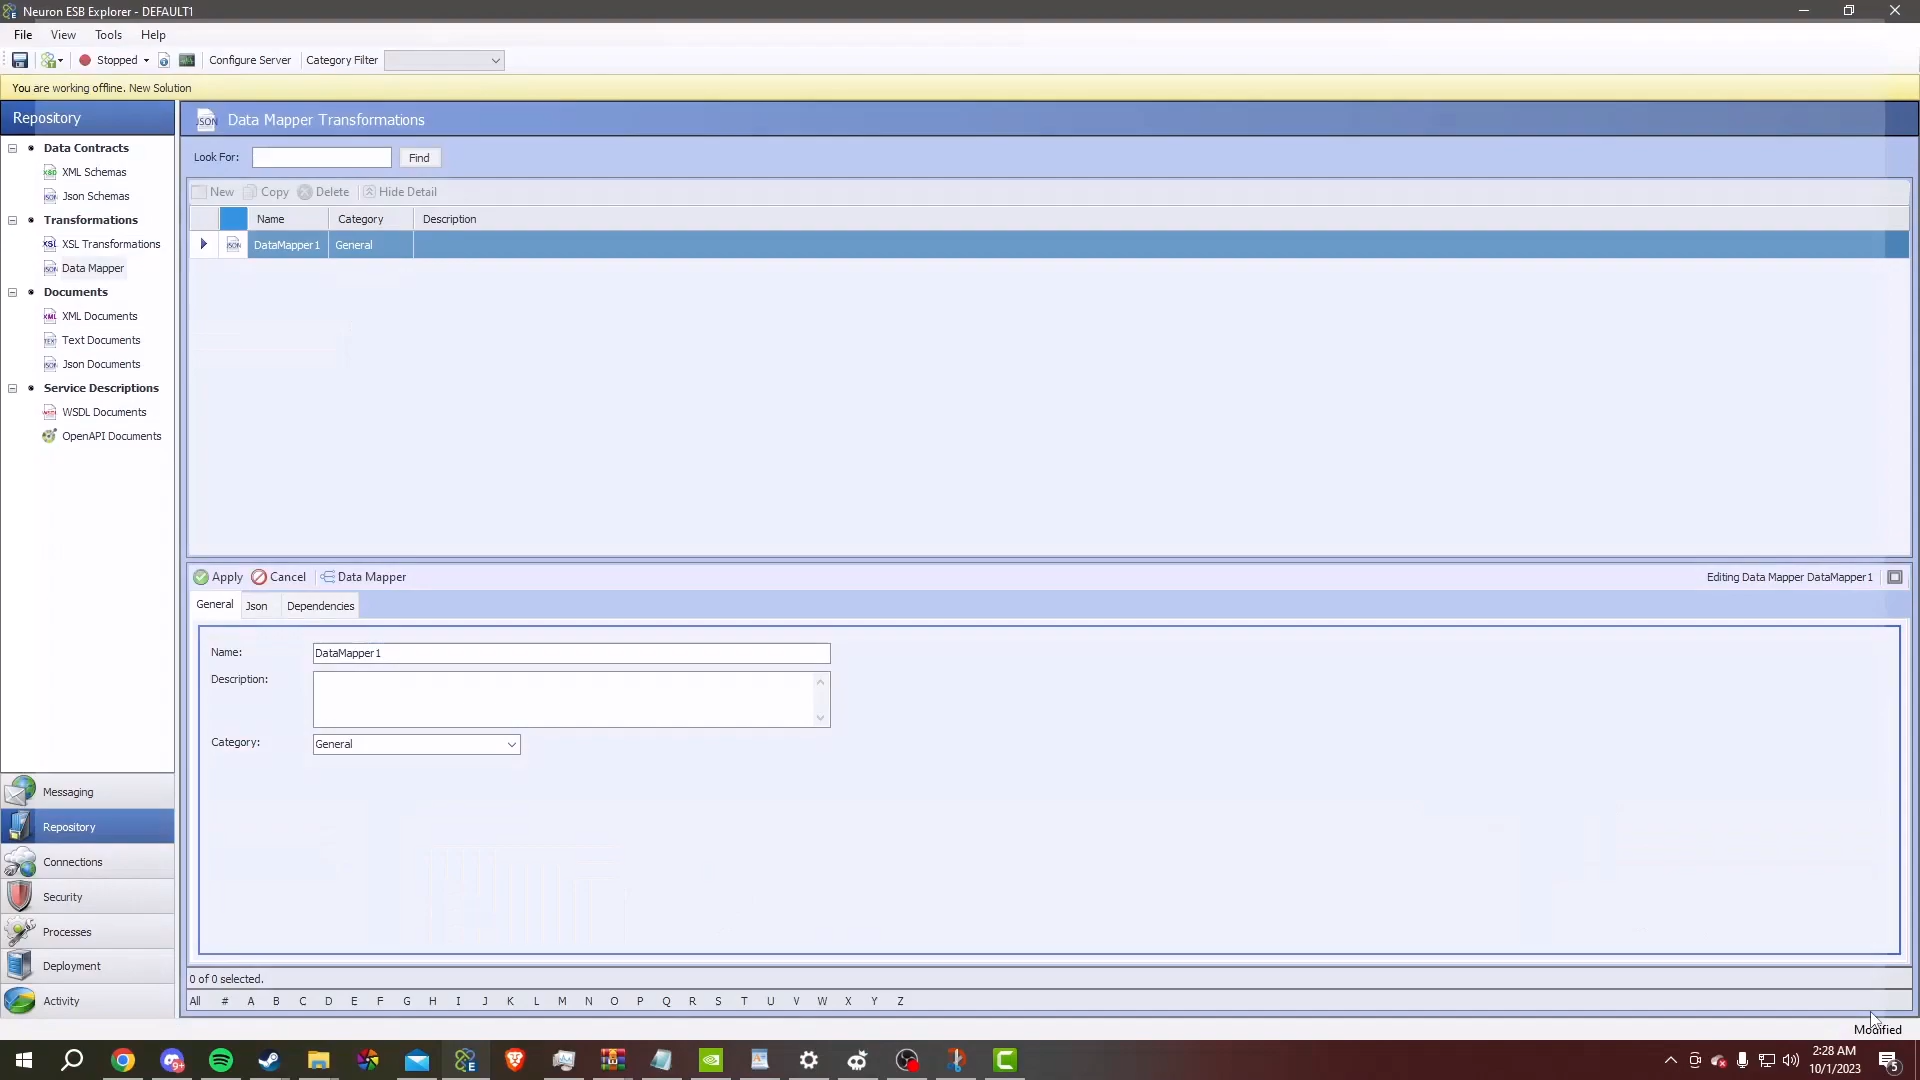 Neuron ESB Explorer - DEFAULT1
File View Tools Help
Stopped Configure Server Category Filter
You are working offline. New Solution
Repository
Data Contracts
XML Schemas
Json Schemas
Transformations
XSL Transformations
Data Mapper
Documents
XML Documents
Text Documents
Json Documents
Service Descriptions
WSDL Documents
OpenAPI Documents
Messaging
Repository
Connections
Security
Processes
Deployment
Activity
Data Mapper Transformations
Look For: Find
New Copy Delete Hide Detail
Name Category Description
DataMapper1 General
Apply Cancel Data Mapper Editing Data Mapper DataMapper1
General Json Dependencies
Name: DataMapper1
Description:
Category: General
0 of 0 selected.
All # A B C D E F G H I J K L M N O P Q R S T U V W X Y Z
Modified
2:28 AM
10/1/2023